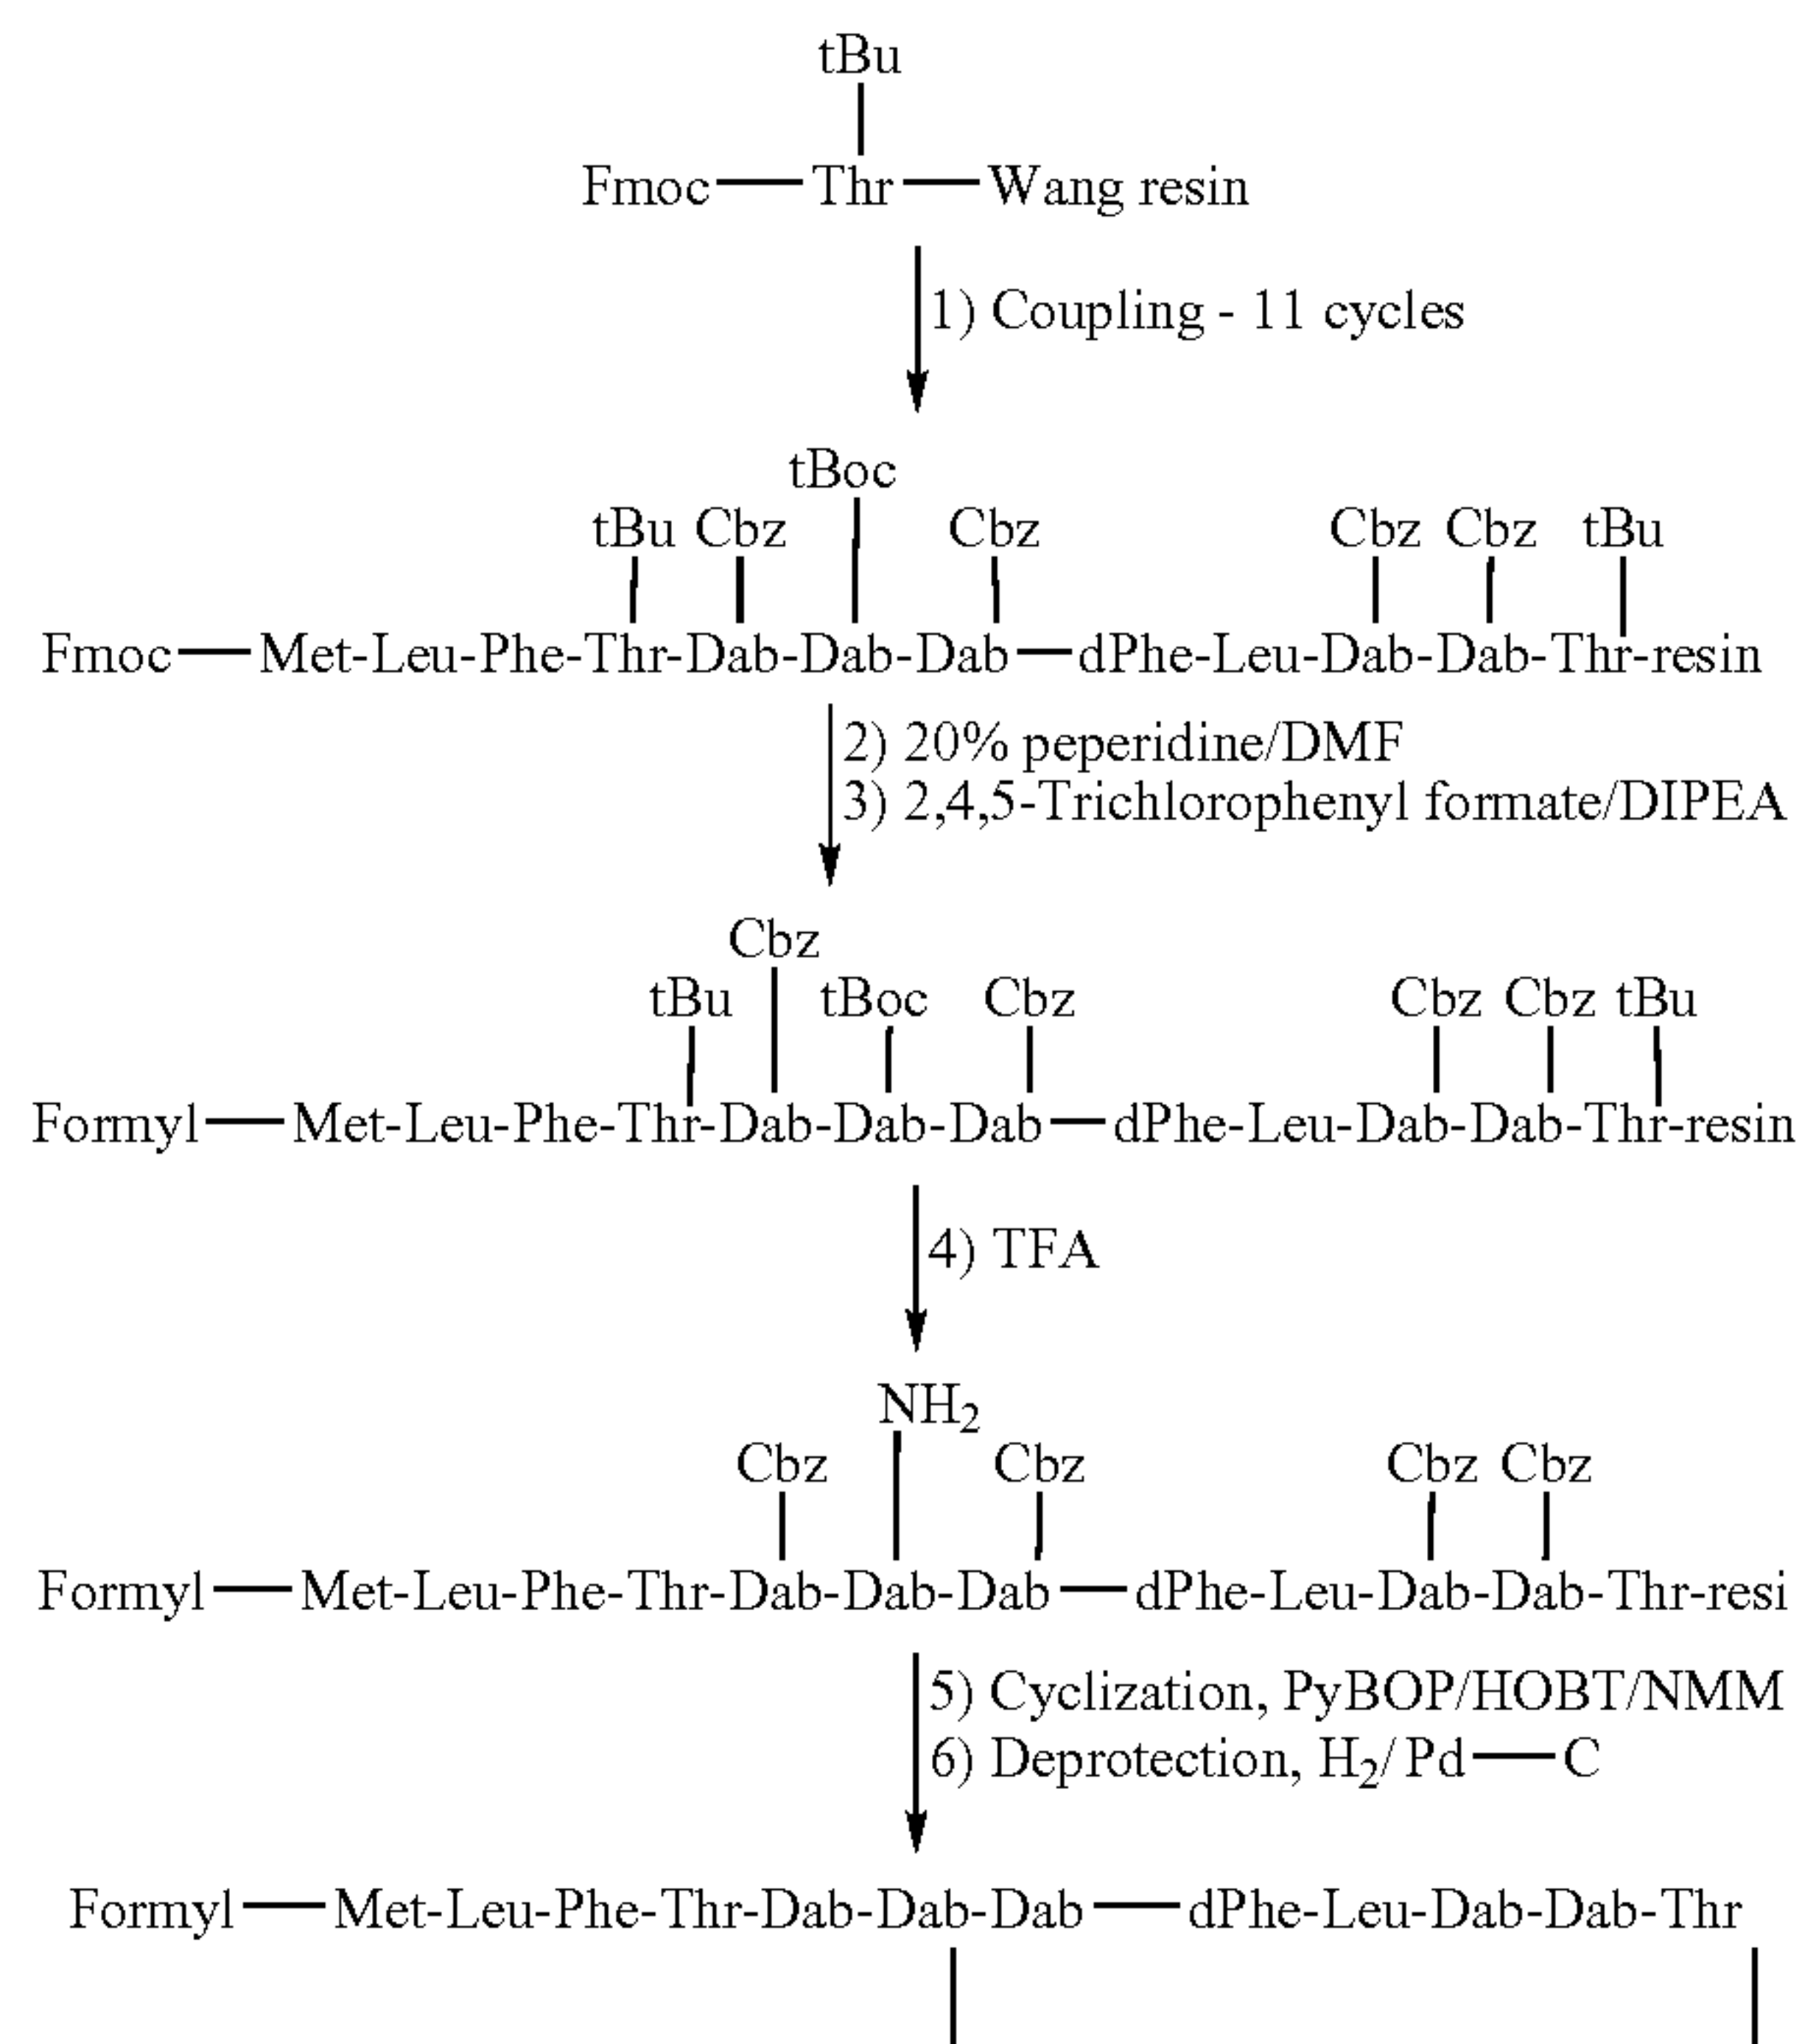 tBu
Fmoc—Thr—Wang resin
1) Coupling - 11 cycles
tBoc
tBu Cbz Cbz Cbz Cbz tBu
Fmoc—Met-Leu-Phe-Thr-Dab-Dab-Dab—dPhe-Leu-Dab-Dab-Thr-resin
2) 20% peperidine/DMF
3) 2,4,5-Trichlorophenyl formate/DIPEA
Cbz
tBu tBoc Cbz Cbz Cbz tBu
Formyl—Met-Leu-Phe-Thr-Dab-Dab-Dab—dPhe-Leu-Dab-Dab-Thr-resin
4) TFA
NH2
Cbz Cbz Cbz Cbz
Formyl—Met-Leu-Phe-Thr-Dab-Dab-Dab—dPhe-Leu-Dab-Dab-Thr-resi
5) Cyclization, PyBOP/HOBT/NMM
6) Deprotection, H2/ Pd—C
Formyl—Met-Leu-Phe-Thr-Dab-Dab-Dab—dPhe-Leu-Dab-Dab-Thr